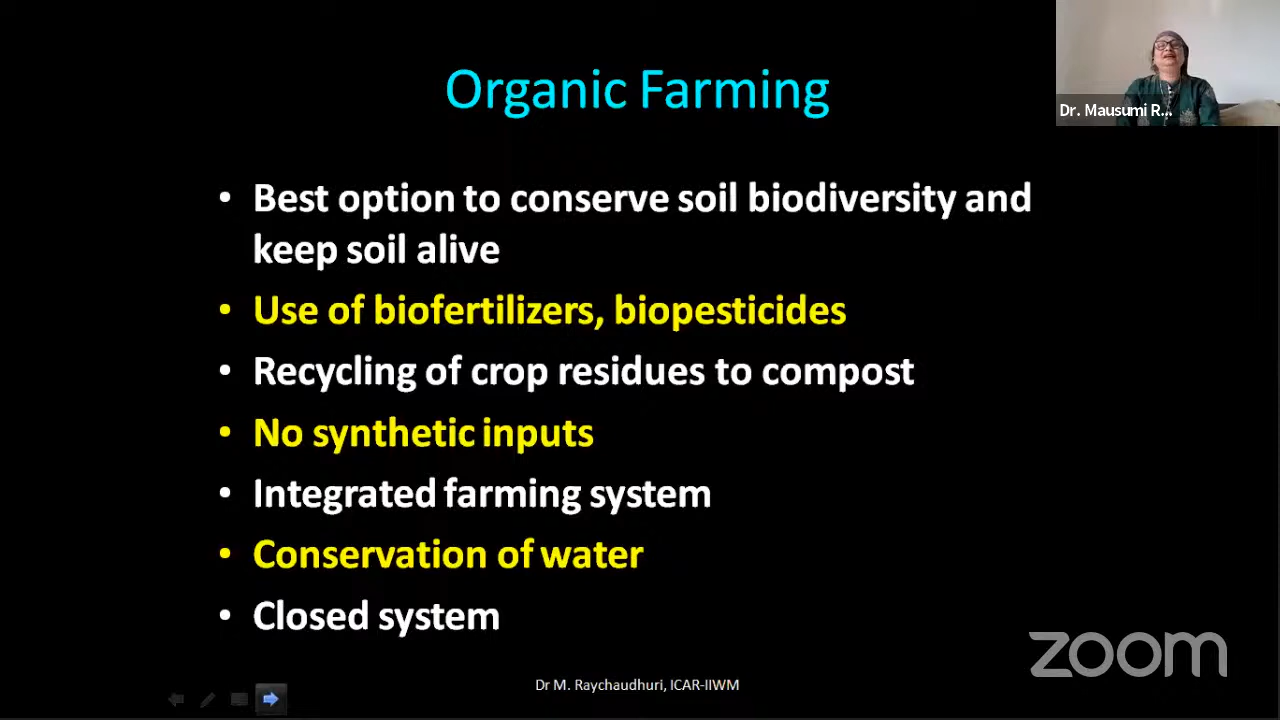 Organic Farming
Dr. Mausumi R...
• Best option to conserve soil biodiversity and
keep soil alive
• Use of biofertilizers, biopesticides
• Recycling of crop residues to compost
• No synthetic inputs
• Integrated farming system
• Conservation of water
• Closed system
zoom
Dr M. Raychaudhuri, ICAR-IIWM